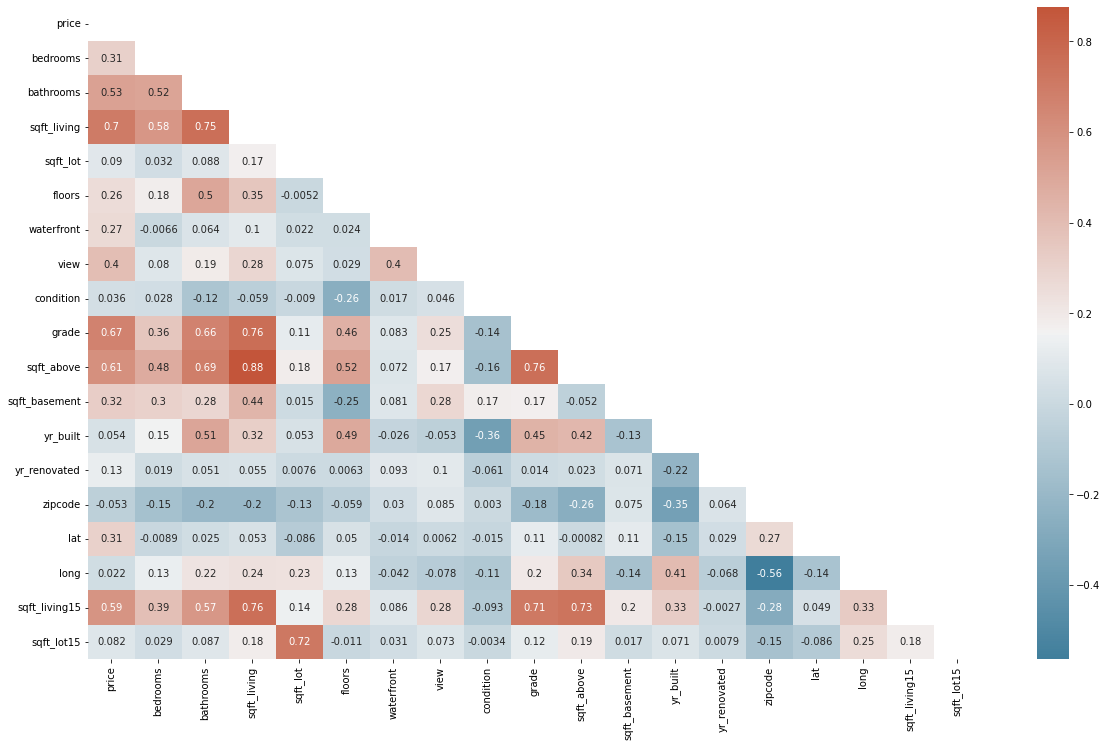 price
bedrooms 0.31
bathrooms 0.53 0.52
sqft_living 0.7 0.58 0.75
sqft_lot 0.09 0.032 0.088 0.17
floors 0.26 0.18 0.5 0.35 -0.0052
waterfront 0.27 -0.0066 0.064 0.1 0.022 0.024
view 0.4 0.08 0.19 0.28 0.075 0.029 0.4
condition 0.036 0.028 -0.12 -0.059 -0.009 -0.26 0.017 0.046
grade 0.67 0.36 0.66 0.76 0.11 0.46 0.083 0.25 -0.14
sqft_above 0.61 0.48 0.69 0.88 0.18 0.52 0.072 0.17 -0.16 0.76
sqft_basement 0.32 0.3 0.28 0.44 0.015 -0.25 0.081 0.28 0.17 0.17 -0.052
yr_built 0.054 0.15 0.51 0.32 0.053 0.49 -0.026 -0.053 -0.36 0.45 0.42 -0.13
yr_renovated 0.13 0.019 0.051 0.055 0.0076 0.0063 0.093 0.1 -0.061 0.014 0.023 0.071 -0.22
zipcode -0.053 -0.15 -0.2 -0.2 -0.13 -0.059 0.03 0.085 0.003 -0.18 -0.26 0.075 -0.35 0.064
lat 0.31 -0.0089 0.025 0.053 -0.086 0.05 -0.014 0.0062 -0.015 0.11 -0.00082 0.11 -0.15 0.029 0.27
long 0.022 0.13 0.22 0.24 0.23 0.13 -0.042 -0.078 -0.11 0.2 0.34 -0.14 0.41 -0.068 -0.56 -0.14
sqft_living15 0.59 0.39 0.57 0.76 0.14 0.28 0.086 0.28 -0.093 0.71 0.73 0.2 0.33 -0.0027 -0.28 0.049 0.33
sqft_lot15 0.082 0.029 0.087 0.18 0.72 -0.011 0.031 0.073 -0.0034 0.12 0.19 0.017 0.071 0.0079 -0.15 -0.086 0.25 0.18
price bedrooms bathrooms sqft_living sqft_lot floors waterfront view condition grade sqft_above sqft_basement yr_built yr_renovated zipcode lat long sqft_living15 sqft_lot15
0.8
0.6
0.4
0.2
0.0
−0.2
−0.4